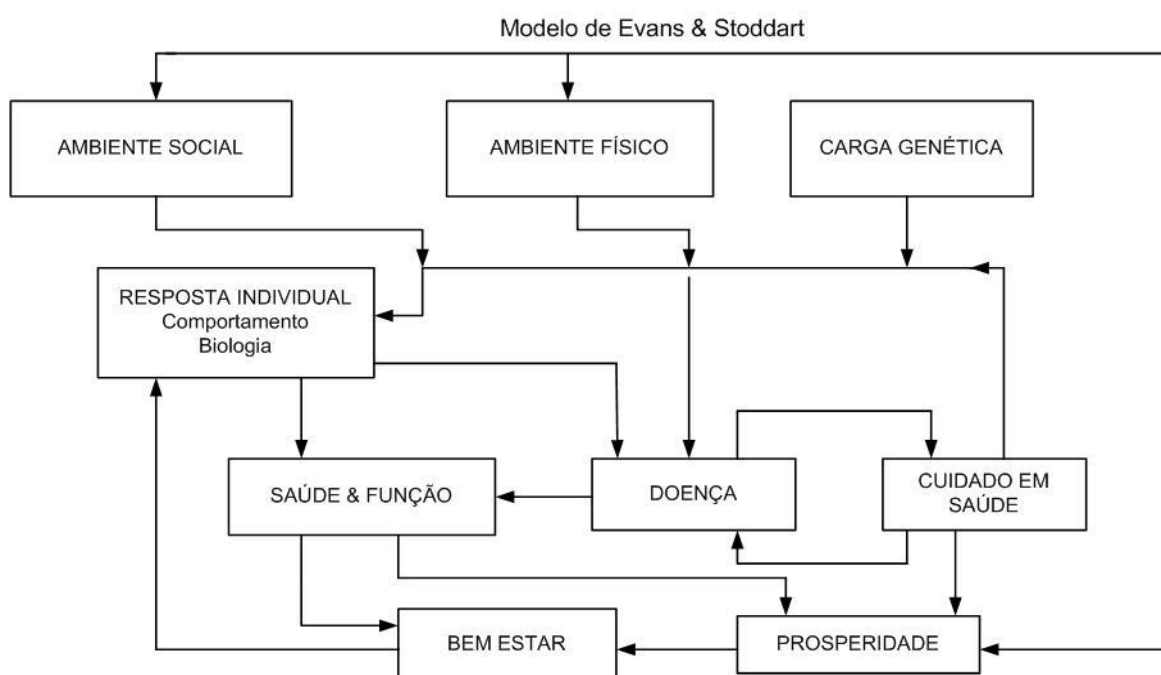 Modelo de Evans & Stoddart
AMBIENTE SOCIAL
AMBIENTE FÍSICO
CARGA GENÉTICA
RESPOSTA INDIVIDUAL
Comportamento
Biologia
SAÚDE & FUNÇÃO
DOENÇA
CUIDADO EM
SAÚDE
BEM ESTAR
PROSPERIDADE